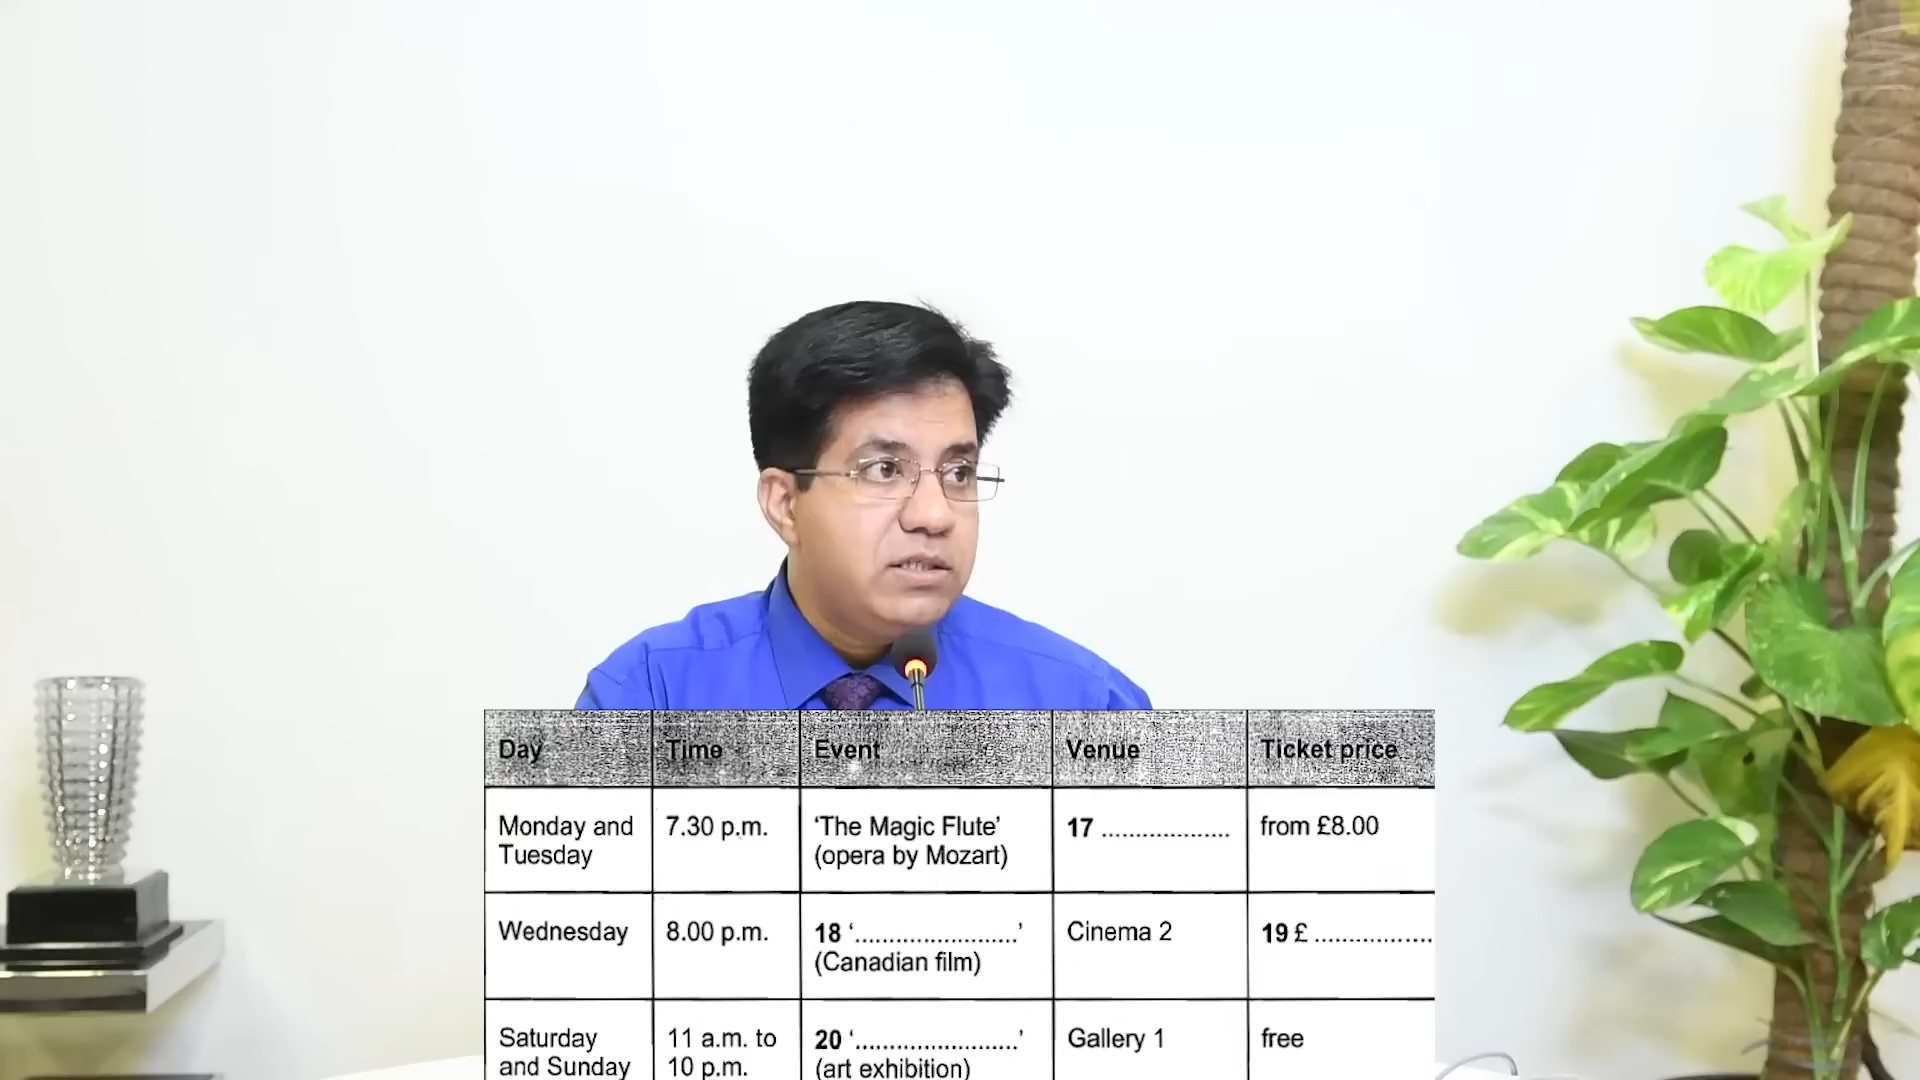 Day Time Event Venue Ticket price
Monday and Tuesday 7.30 p.m. ‘The Magic Flute’ (opera by Mozart) 17 ................... from £8.00
Wednesday 8.00 p.m. 18 ‘........................’ (Canadian film) Cinema 2 19 £ ..................
Saturday and Sunday 11 a.m. to 10 p.m. 20 ‘........................’ (art exhibition) Gallery 1 free